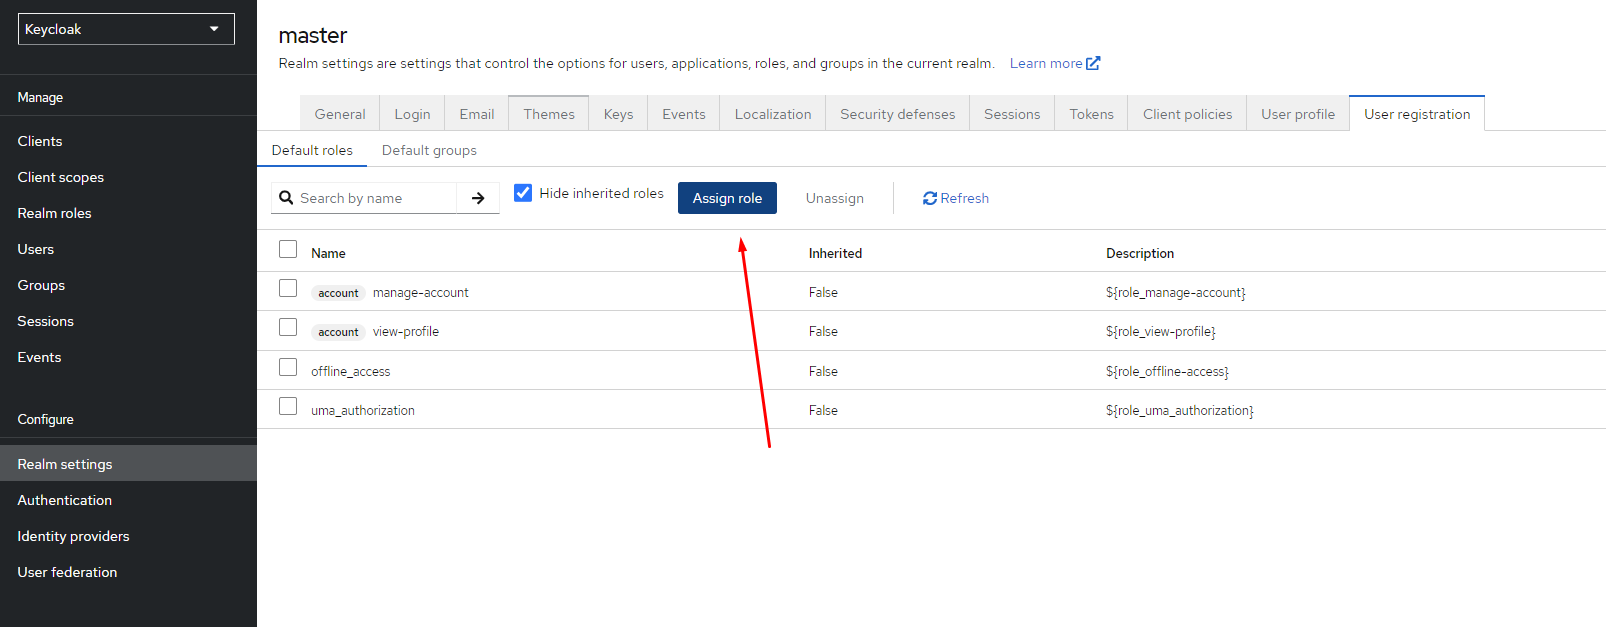 Keycloak
Manage
Clients
Client scopes
Realm roles
Users
Groups
Sessions
Events
Configure
Realm settings
Authentication
Identity providers
User federation
master
Realm settings are settings that control the options for users, applications, roles, and groups in the current realm. Learn more
General Login Email Themes Keys Events Localization Security defenses Sessions Tokens Client policies User profile User registration
Default roles Default groups
Search by name Hide inherited roles Assign role Unassign Refresh
Name Inherited Description
account manage-account False ${role_manage-account}
account view-profile False ${role_view-profile}
offline_access False ${role_offline-access}
uma_authorization False ${role_uma_authorization}